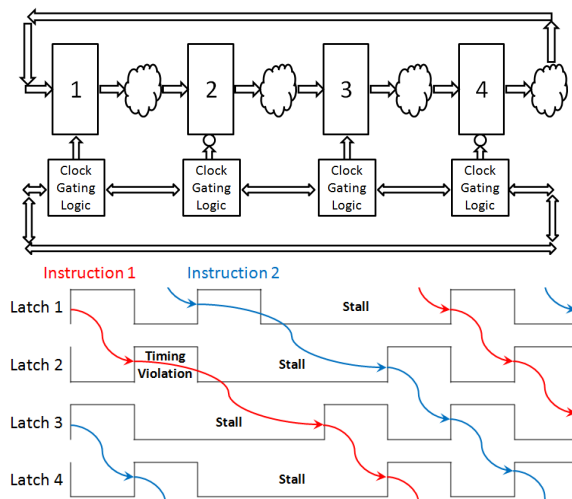 1
2
3
4
Clock
Gating
Logic
Clock
Gating
Logic
Clock
Gating
Logic
Clock
Gating
Logic
Instruction 1
Instruction 2
Latch 1
Stall
Latch 2
Timing
Violation
Stall
Latch 3
Stall
Latch 4
Stall